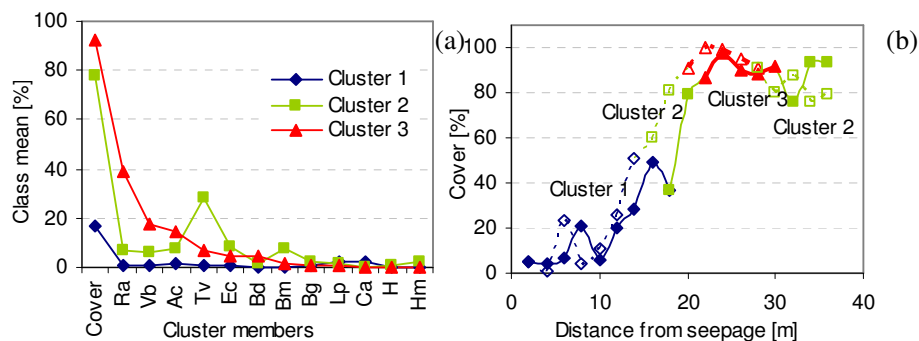 (a)
Class mean [%]
100
80
60
40
20
0
Cluster 1
Cluster 2
Cluster 3
Cover Ra Vb Ac Tv Ec Bd Bm Bg Lp Ca H Hm
Cluster members
(b)
Cover [%]
100
80
60
40
20
0
Cluster 1
Cluster 2
Cluster 3
Cluster 2
0 10 20 30 40
Distance from seepage [m]